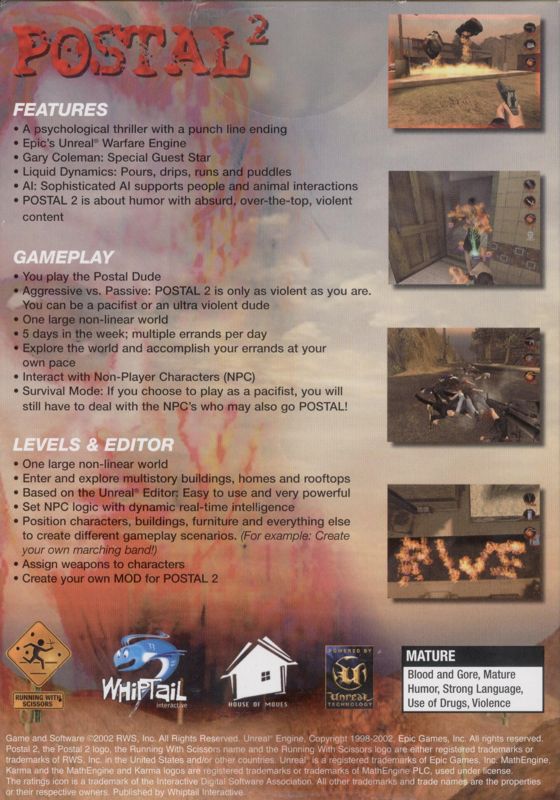 POSTAL 2
FEATURES
• A psychological thriller with a punch line ending
• Epic's Unreal® Warfare Engine
• Gary Coleman: Special Guest Star
• Liquid Dynamics: Pours, drips, runs and puddles
• AI: Sophisticated AI supports people and animal interactions
• POSTAL 2 is about humor with absurd, over-the-top, violent
content
GAMEPLAY
• You play the Postal Dude
• Aggressive vs. Passive: POSTAL 2 is only as violent as you are.
You can be a pacifist or an ultra violent dude
• One large non-linear world
• 5 days in the week; multiple errands per day
• Explore the world and accomplish your errands at your
own pace
• Interact with Non-Player Characters (NPC)
• Survival Mode: If you choose to play as a pacifist, you will
still have to deal with the NPC's who may also go POSTAL!
LEVELS & EDITOR
• One large non-linear world
• Enter and explore multistory buildings, homes and rooftops
• Based on the Unreal® Editor: Easy to use and very powerful
• Set NPC logic with dynamic real-time intelligence
• Position characters, buildings, furniture and everything else
to create different gameplay scenarios. (For example: Create
your own marching band!)
• Assign weapons to characters
• Create your own MOD for POSTAL 2
RWS
RUNNING WITH
SCISSORS
WHIPTAIL
interactive
HOUSE OF MOVES
POWERED BY
UNREAL
TECHNOLOGY
MATURE
Blood and Gore, Mature
Humor, Strong Language,
Use of Drugs, Violence
Game and Software ©2002 RWS, Inc. All Rights Reserved. Unreal® Engine, Copyright 1998-2002, Epic Games, Inc. All rights reserved.
Postal 2, the Postal 2 logo, the Running With Scissors name and the Running With Scissors logo are either registered trademarks or
trademarks of RWS, Inc. in the United States and/or other countries. Unreal® is a registered trademark of Epic Games, Inc. MathEngine,
Karma and the MathEngine and Karma logos are registered trademarks or trademarks of MathEngine PLC, used under license.
The ratings icon is a trademark of the Interactive Digital Software Association. All other trademarks and trade names are the properties
or their respective owners. Published by Whiptail Interactive.